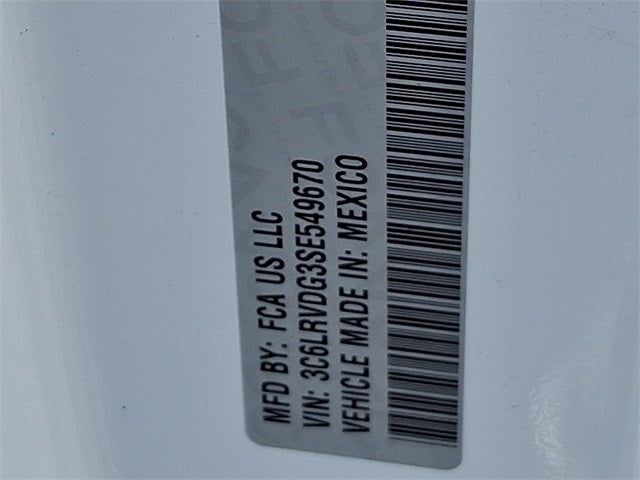 MFD BY: FCA US LLC
VIN: 3C6LRVDG3SE549670
VEHICLE MADE IN: MEXICO